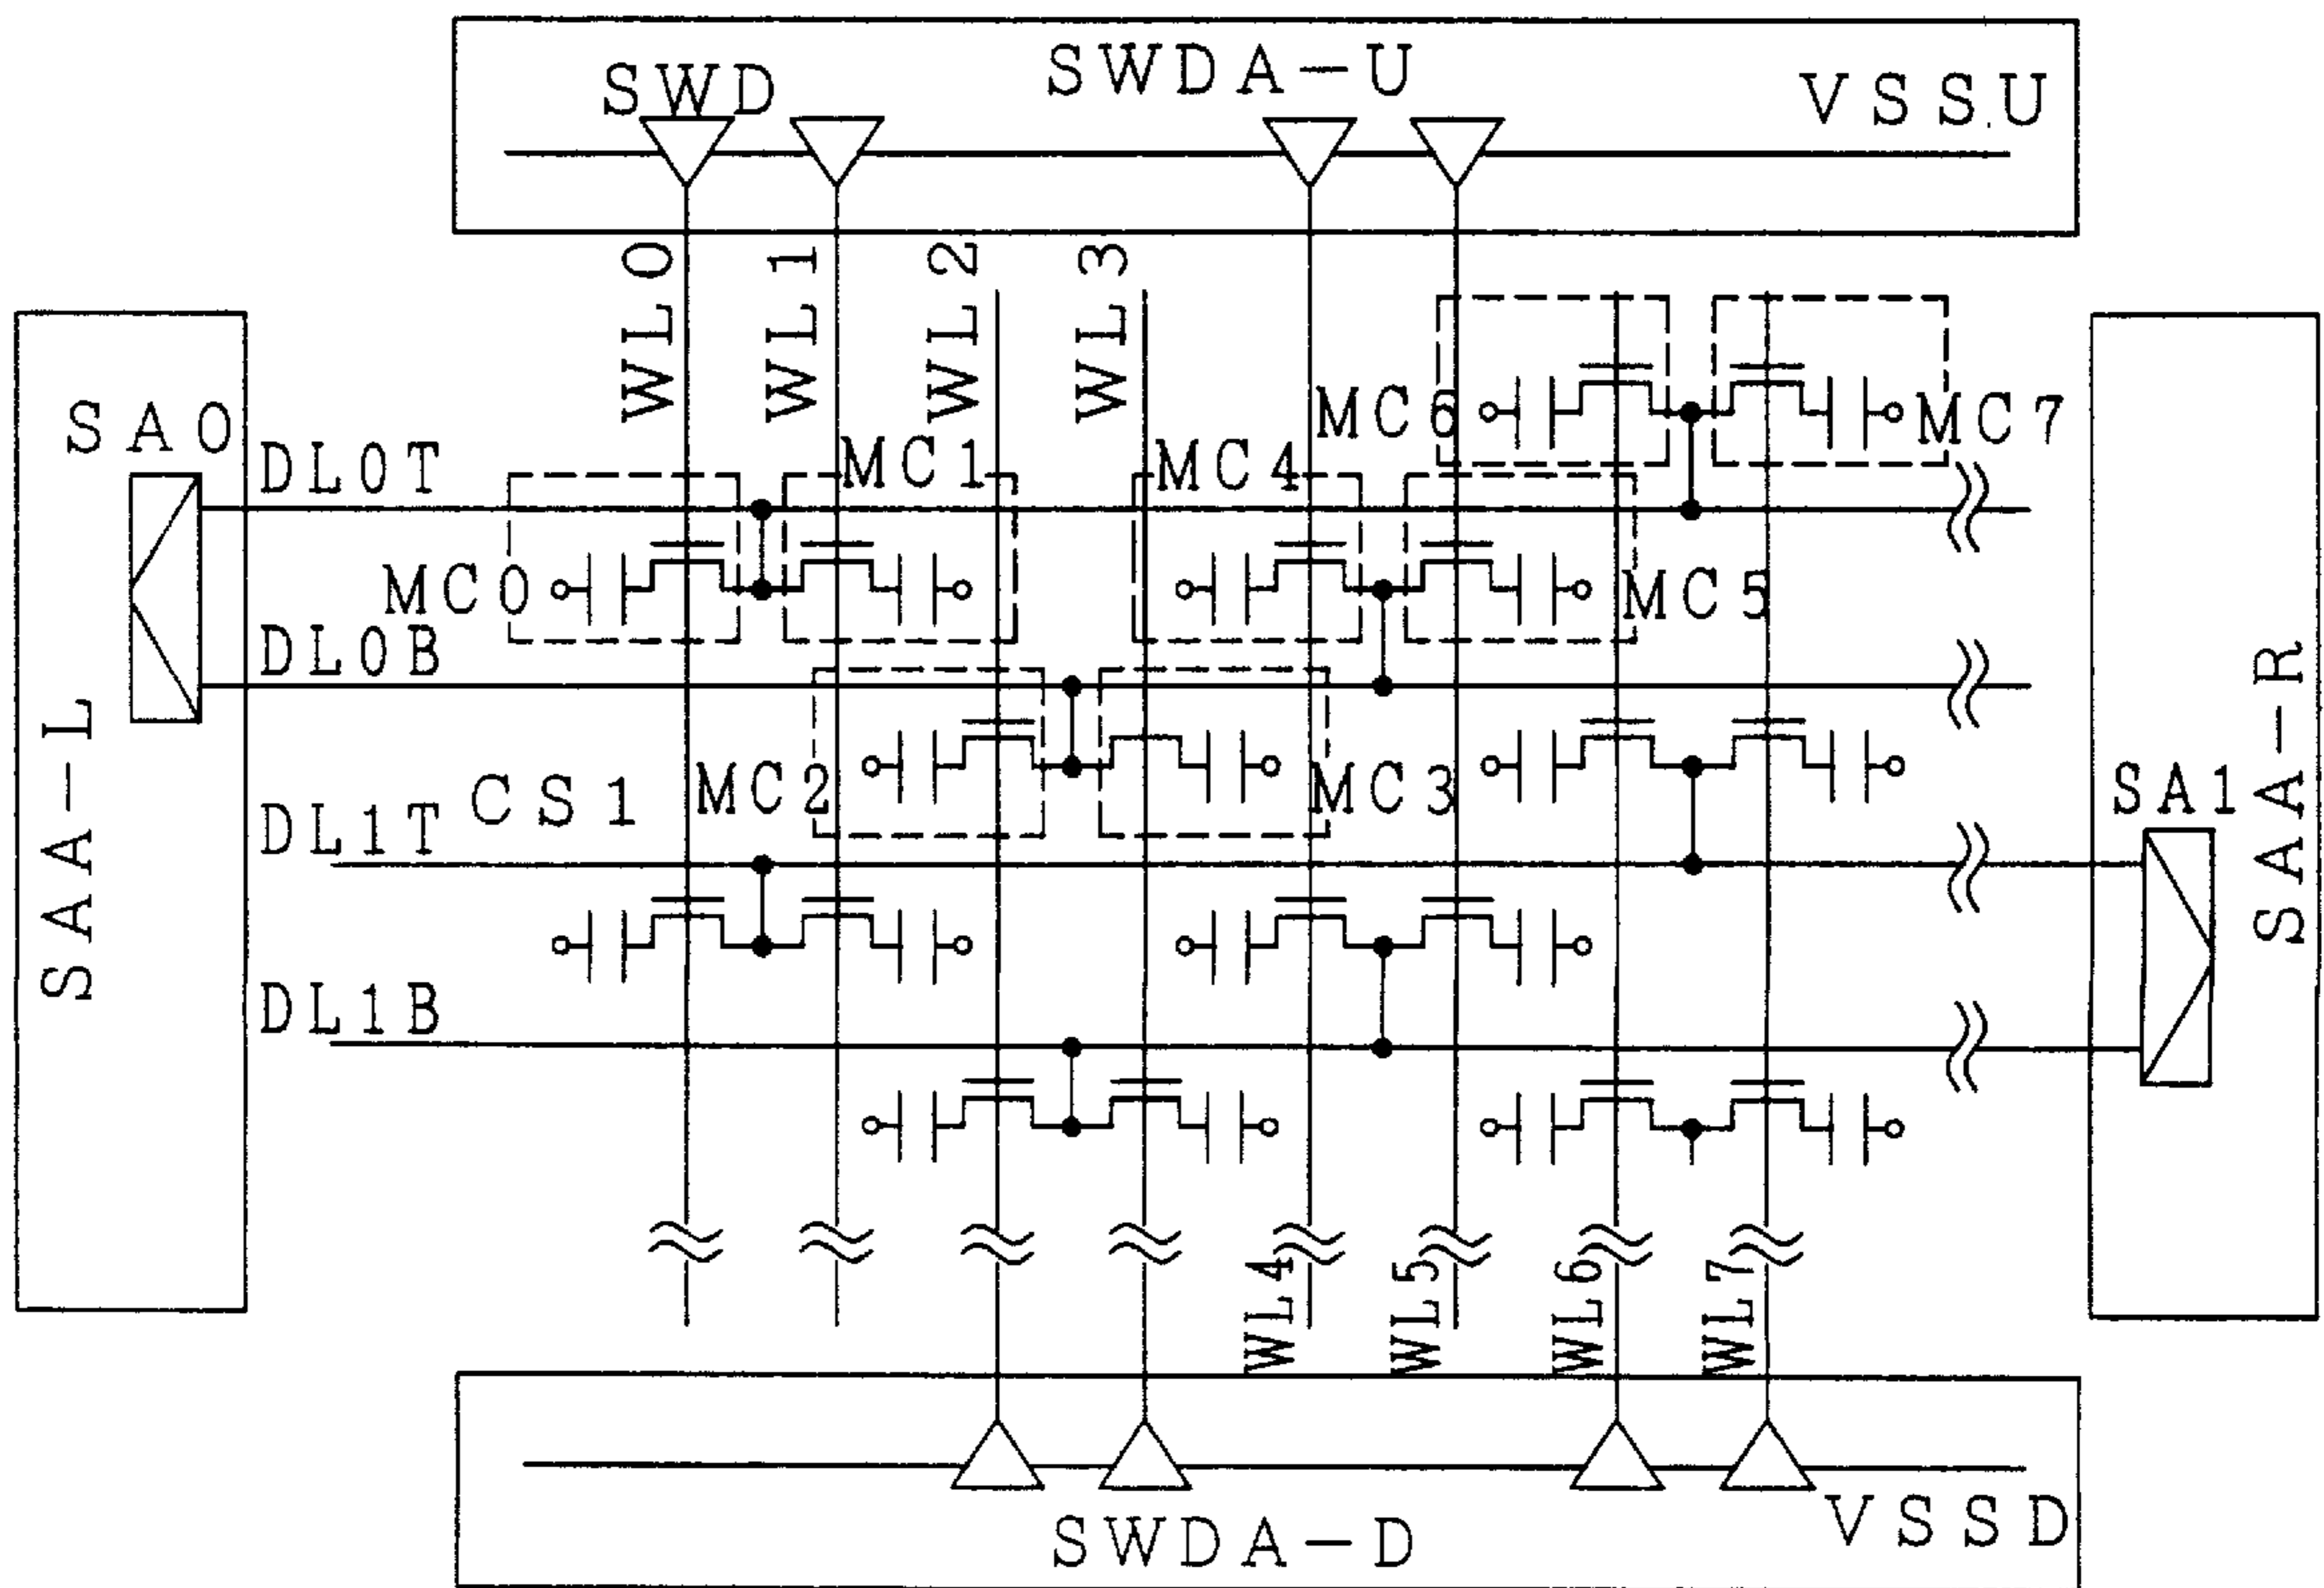 SWDA-U
SWD
VSSU
WL0
WL1
WL2
WL3
SA0
DL0T
MC1
MC4
MC6
MC7
MC0
MC5
DL0B
SAA-L
SAA-R
CS1
MC2
MC3
SA1
DL1T
DL1B
WL4
WL5
WL6
WL7
VSSD
SWDA-D